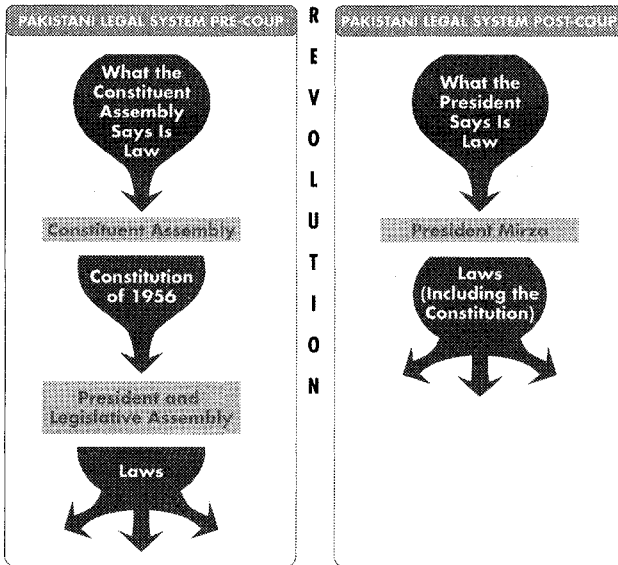 PAKISTANI LEGAL SYSTEM PRE-COUP
What the
Constituent
Assembly
Says Is
Law
Constituent Assembly
Constitution
of 1956
President and
Legislative Assembly
Laws
REVOLUTION
PAKISTANI LEGAL SYSTEM POST-COUP
What the
President
Says Is
Law
President Mirza
Laws
(Including the
Constitution)